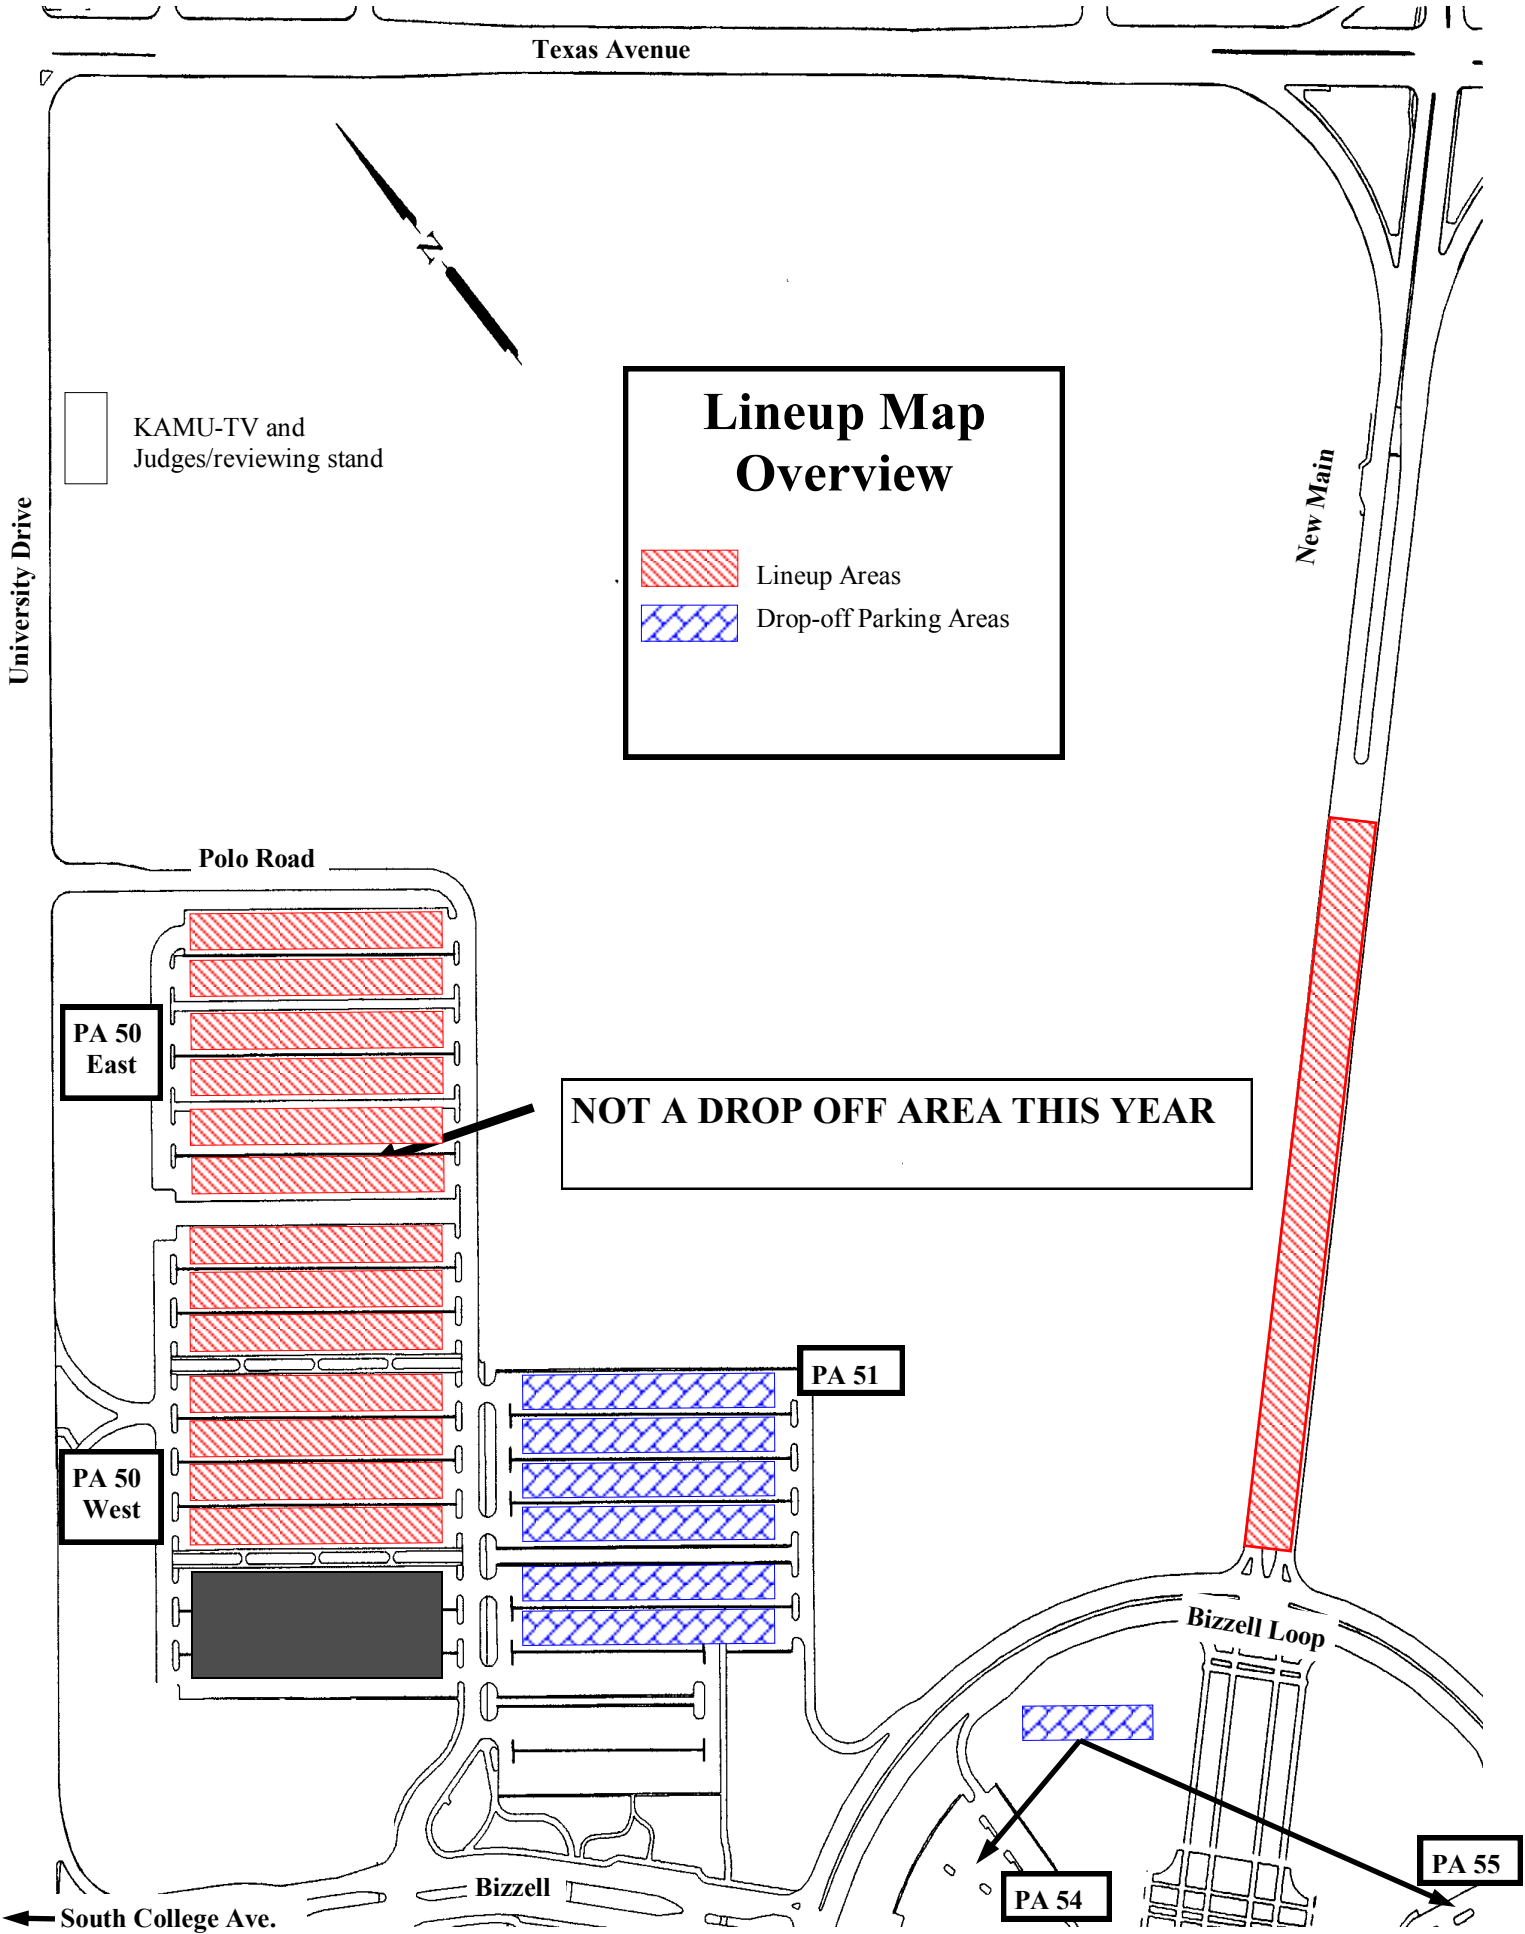 Texas Avenue
N
Lineup Map
Overview
KAMU-TV and
Judges/reviewing stand
New Main
University Drive
Lineup Areas
Drop-off Parking Areas
Polo Road
PA 50
East
NOT A DROP OFF AREA THIS YEAR
PA 51
PA 50
West
Bizzell Loop
PA 55
Bizzell
PA 54
South College Ave.